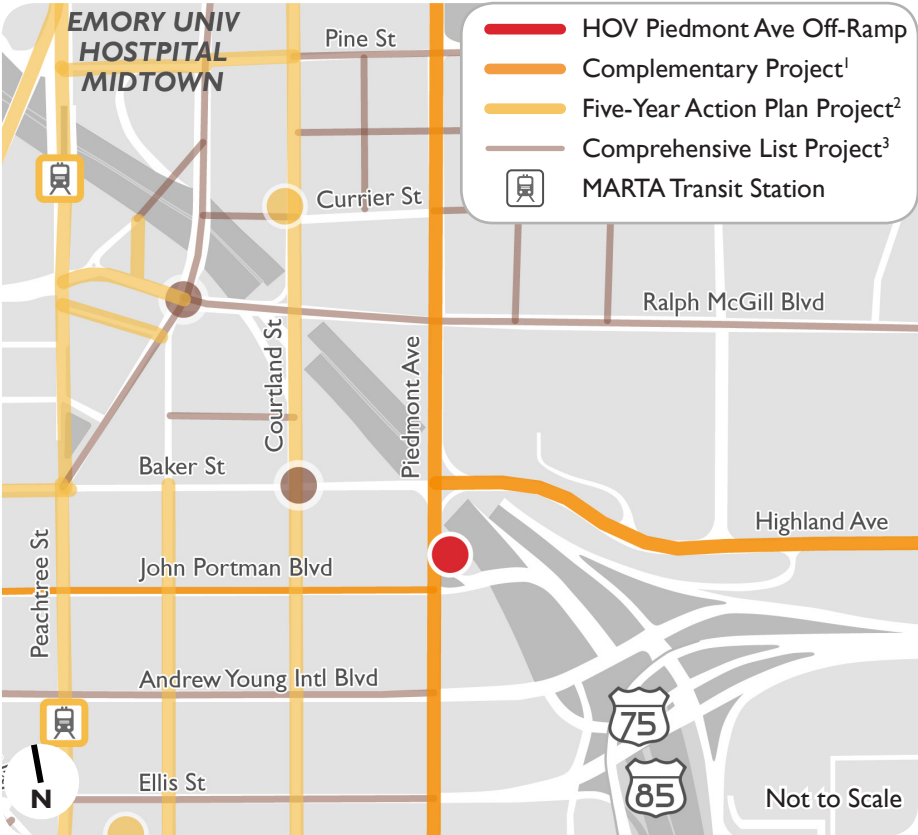 EMORY UNIV
HOSTPITAL
MIDTOWN
Pine St
HOV Piedmont Ave Off-Ramp
Complementary Project¹
Five-Year Action Plan Project²
Comprehensive List Project³
MARTA Transit Station
Currier St
Ralph McGill Blvd
Courtland St
Piedmont Ave
Baker St
Highland Ave
Peachtree St
John Portman Blvd
Andrew Young Intl Blvd
75
85
Ellis St
N
Not to Scale